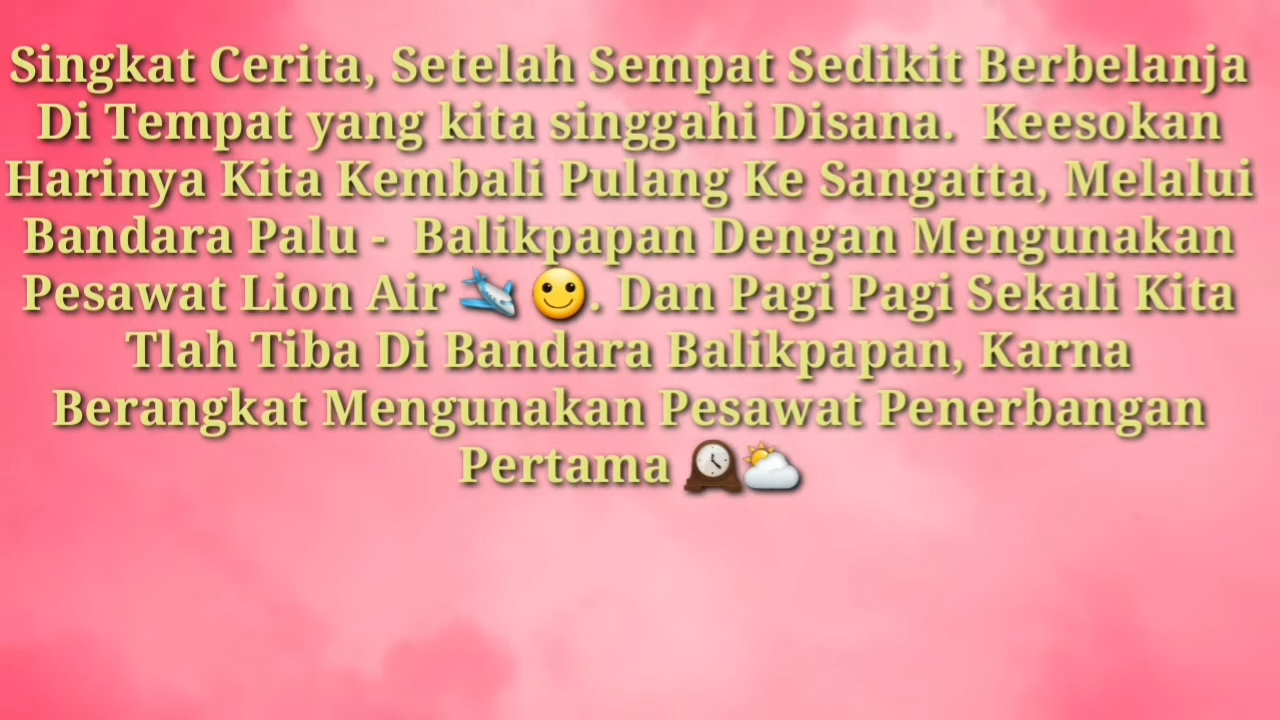 Singkat Cerita, Setelah Sempat Sedikit Berbelanja
Di Tempat yang kita singgahi Disana.  Keesokan
Harinya Kita Kembali Pulang Ke Sangatta, Melalui
Bandara Palu -  Balikpapan Dengan Mengunakan
Pesawat Lion Air 🛩️ 🙂. Dan Pagi Pagi Sekali Kita
Tlah Tiba Di Bandara Balikpapan, Karna
Berangkat Mengunakan Pesawat Penerbangan
Pertama 🕰️🌥️